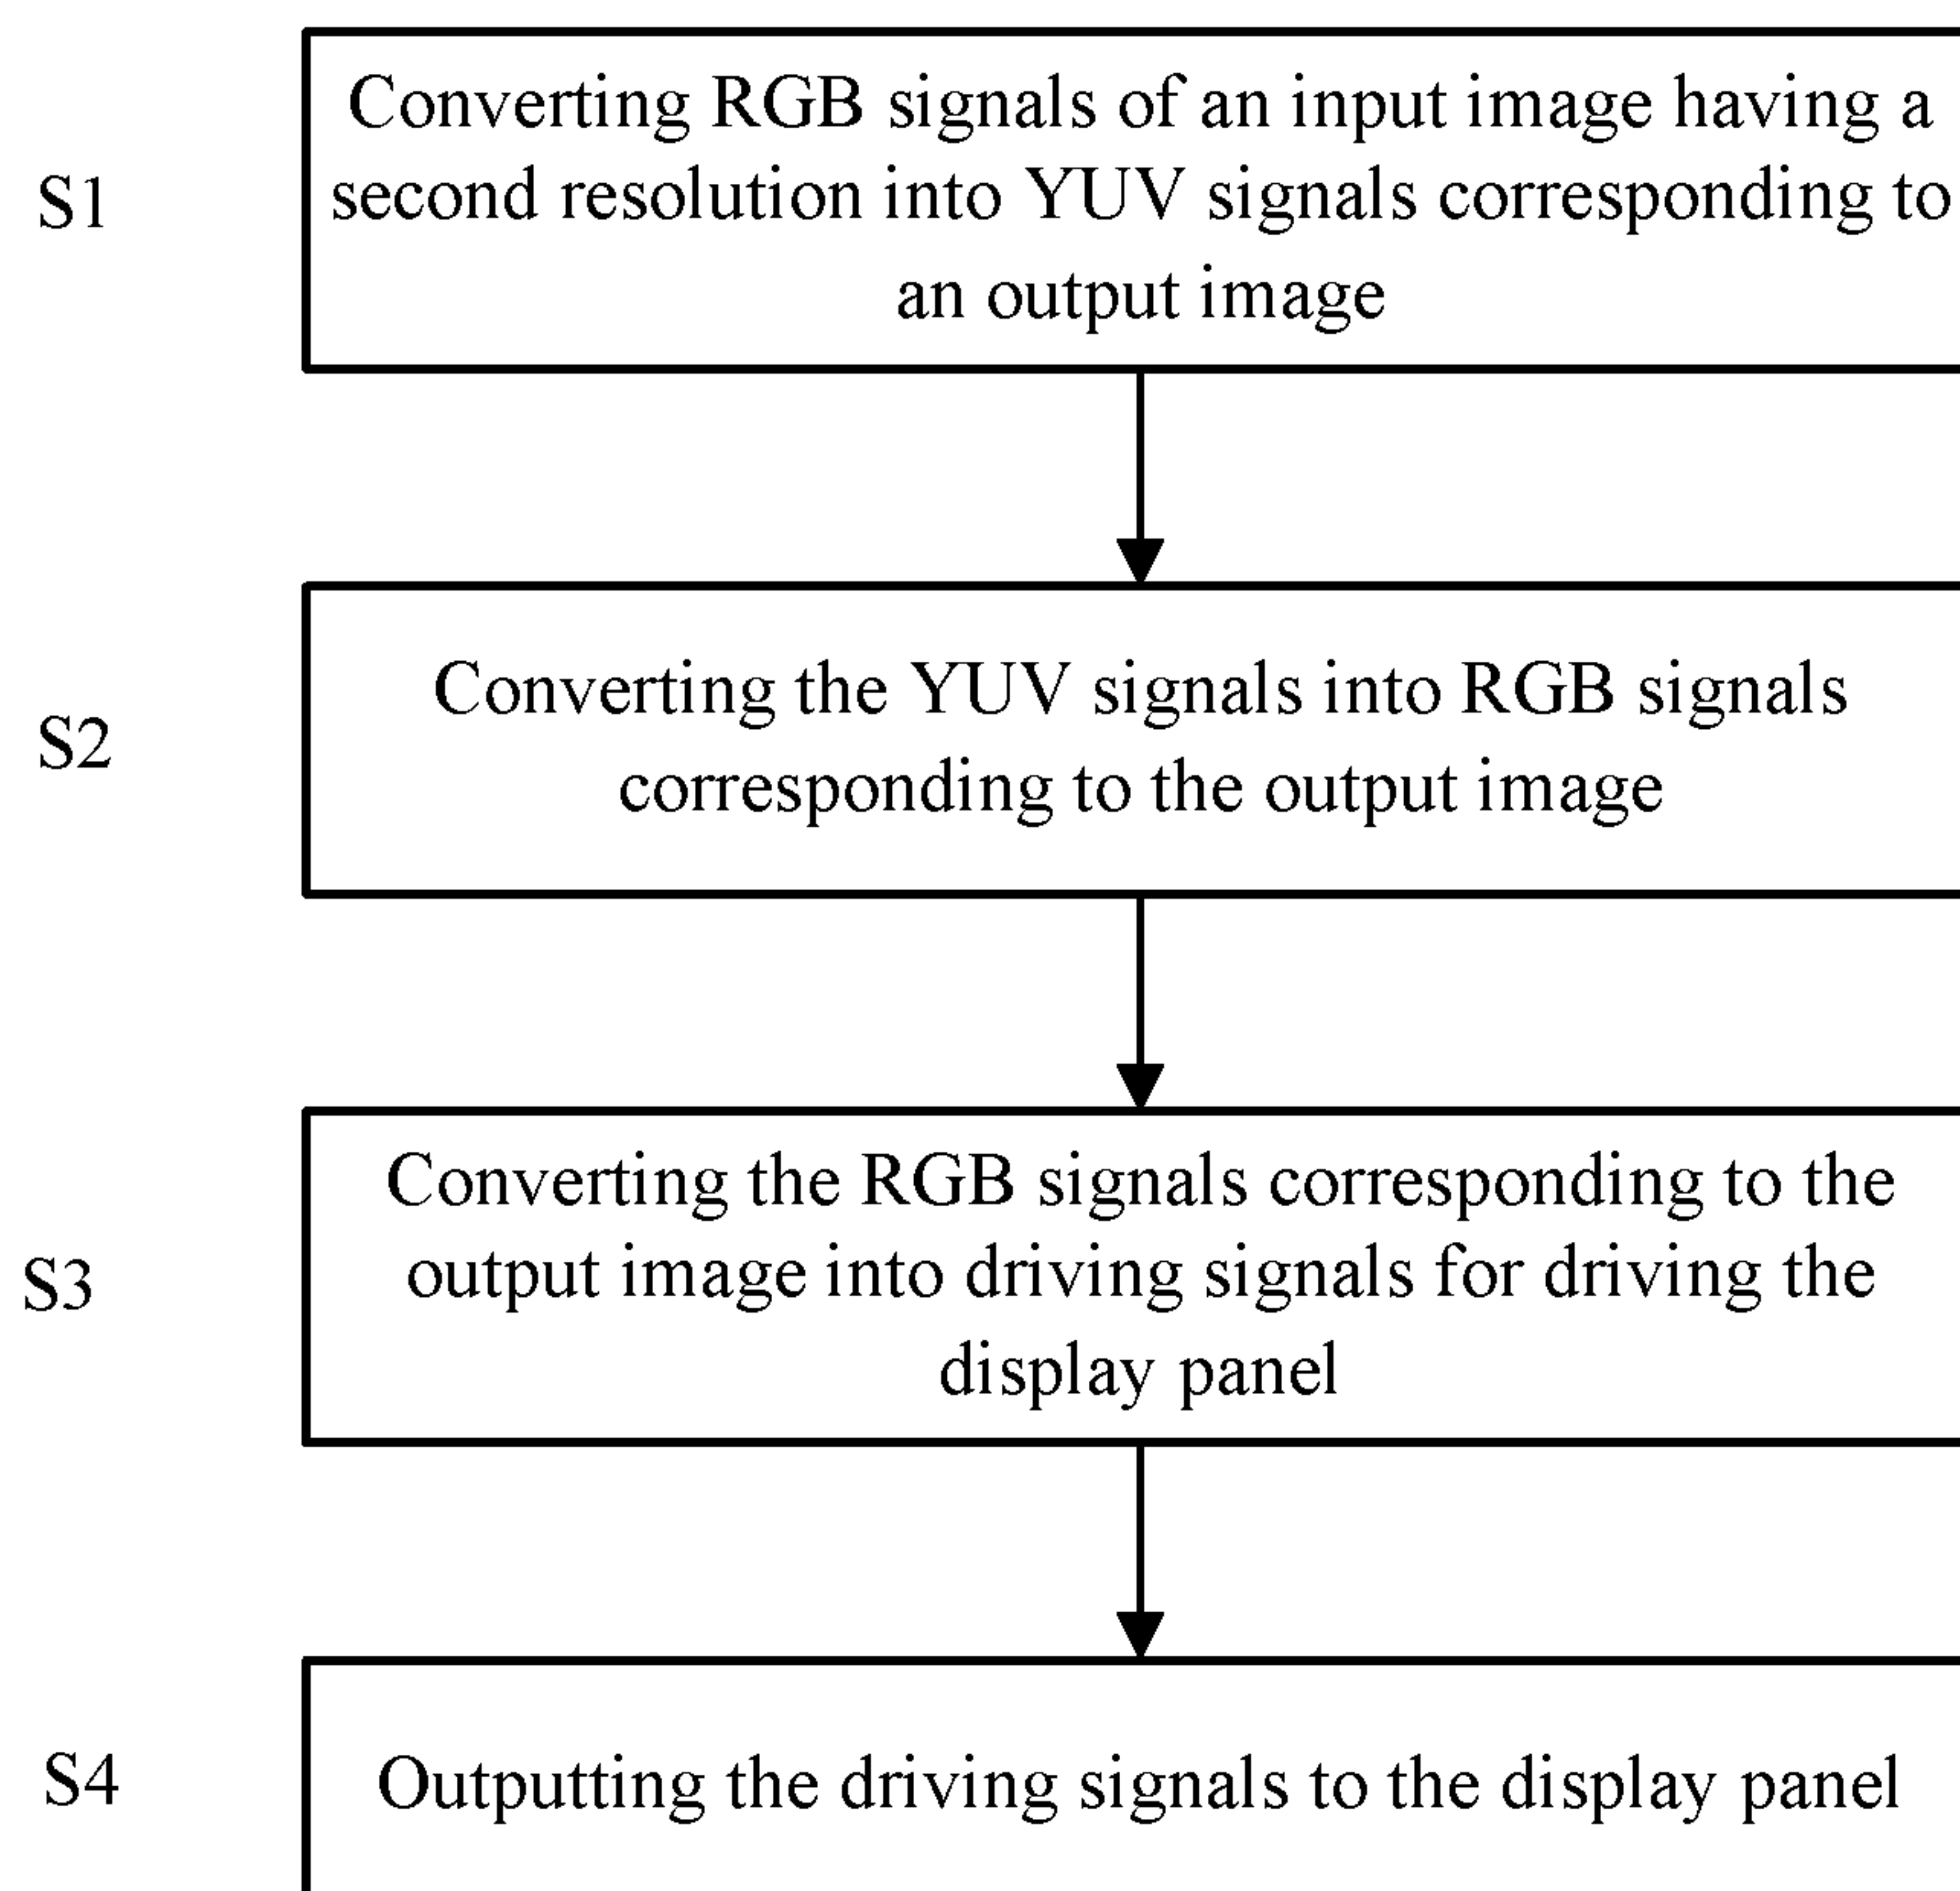 Converting RGB signals of an input image having a
S1
second resolution into YUV signals corresponding to
an output image
Converting the YUV signals into RGB signals
S2
corresponding to the output image
Converting the RGB signals corresponding to the
S3
output image into driving signals for driving the
display panel
S4
Outputting the driving signals to the display panel